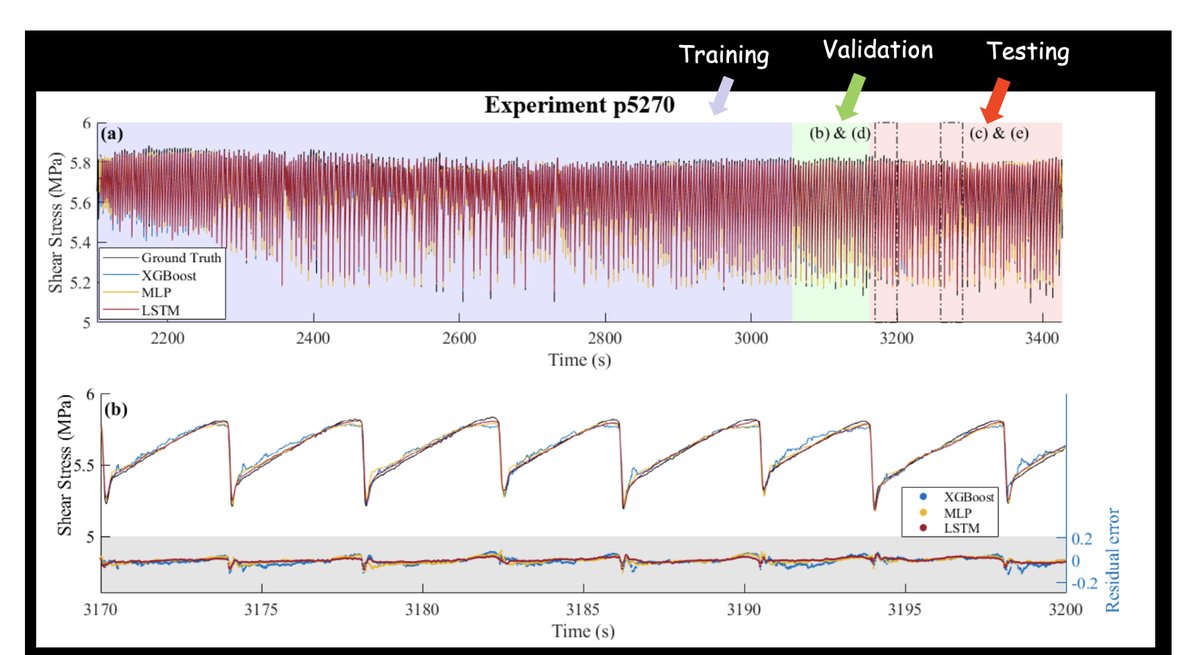 Training
Validation
Testing
Experiment p5270
(a)
(b) & (d)
(c) & (e)
6
5.8
5.6
5.4
5.2
5
Shear Stress (MPa)
Ground Truth
XGBoost
MLP
LSTM
2200
2400
2600
2800
3000
3200
3400
Time (s)
(b)
6
5.5
5
Shear Stress (MPa)
XGBoost
MLP
LSTM
0.2
0
-0.2
Residual error
3170
3175
3180
3185
3190
3195
3200
Time (s)